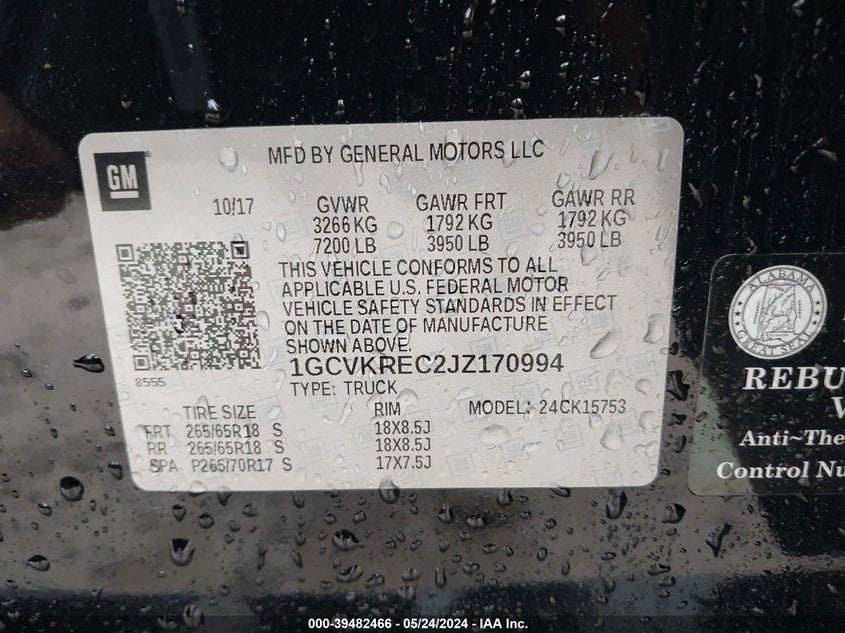 GM
MFD BY GENERAL MOTORS LLC
10/17 GVWR GAWR FRT GAWR RR
3266 KG 1792 KG 1792 KG
7200 LB 3950 LB 3950 LB
THIS VEHICLE CONFORMS TO ALL
APPLICABLE U.S. FEDERAL MOTOR
VEHICLE SAFETY STANDARDS IN EFFECT
ON THE DATE OF MANUFACTURE
SHOWN ABOVE.
8555
1GCVKREC2JZ170994
TYPE: TRUCK
TIRE SIZE RIM MODEL: 24CK15753
FRT 265/65R18 S 18X8.5J
RR 265/65R18 S 18X8.5J
SPA P265/70R17 S 17X7.5J
ALABAMA
GREAT SEAL
REBU
V
Anti~The
Control Nu
000-39482466 - 05/24/2024 - IAA Inc.